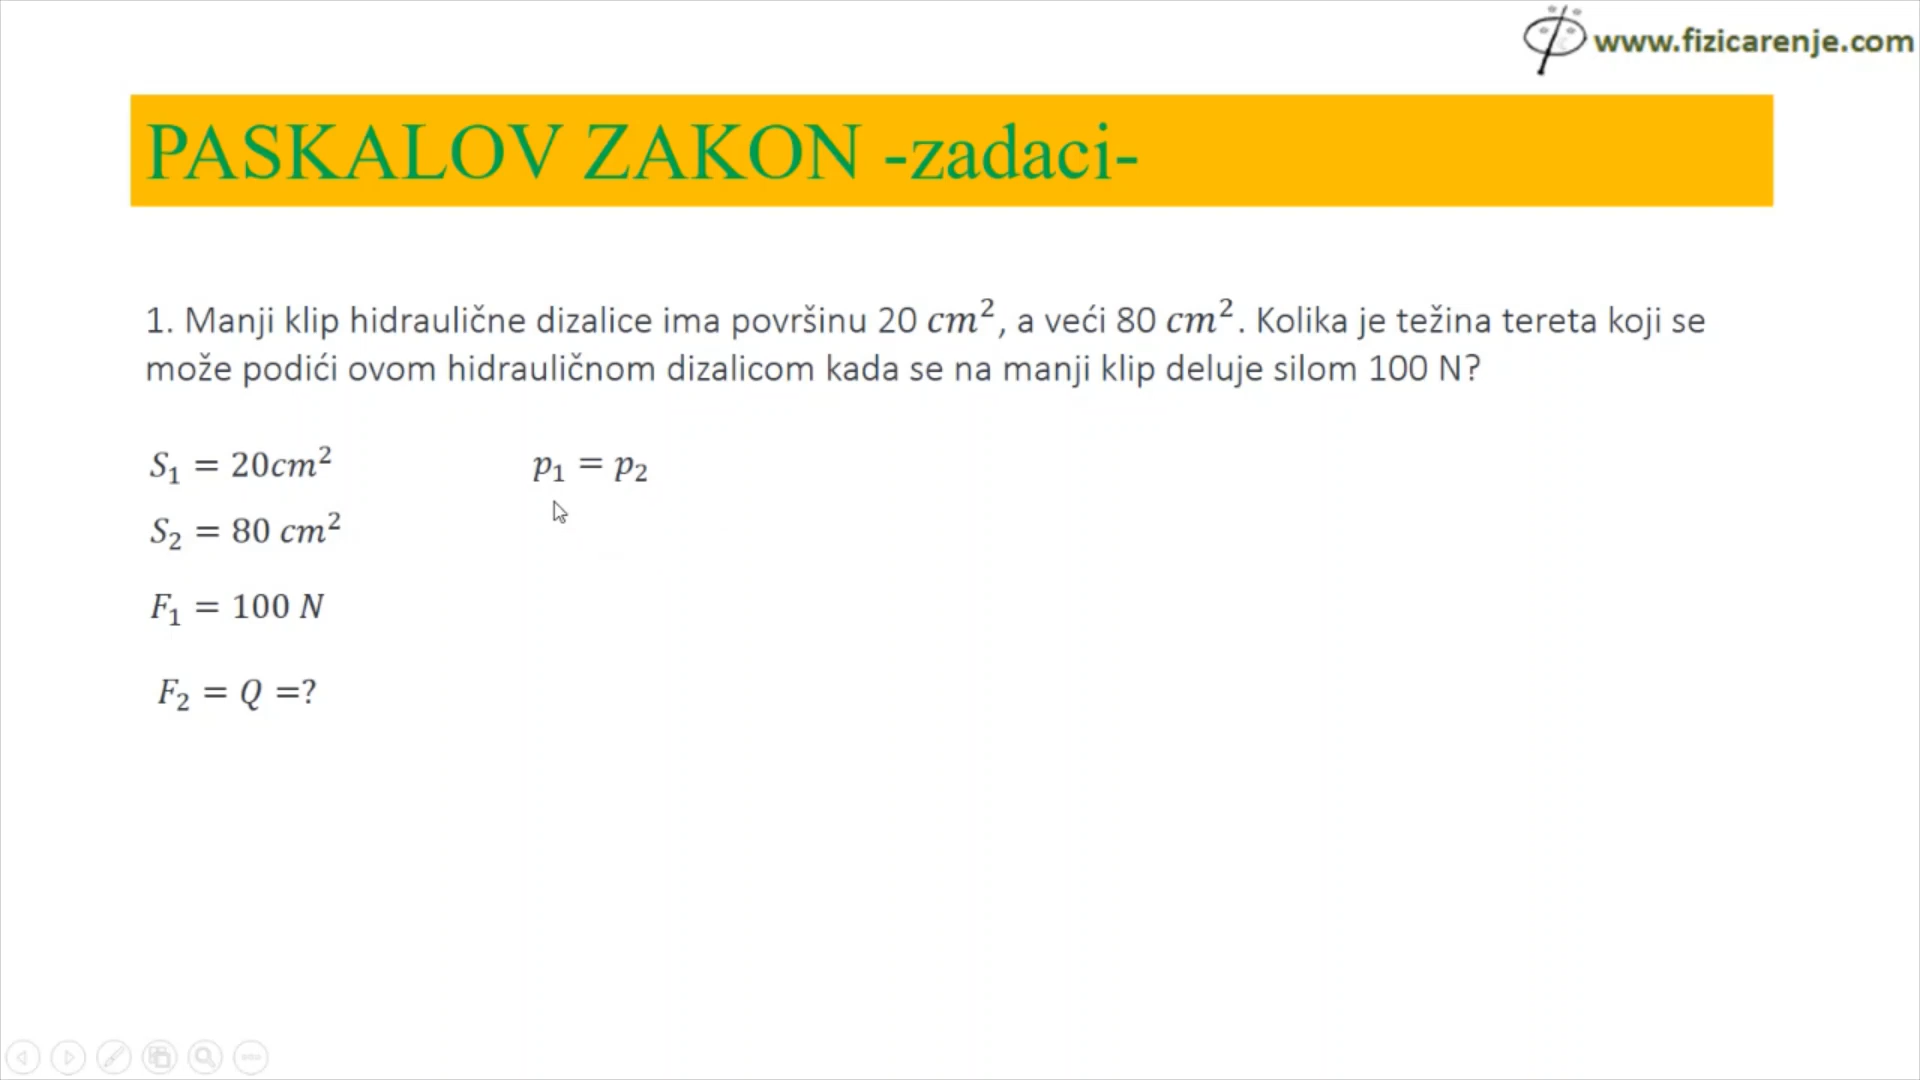 www.fizicarenje.com
PASKALOV ZAKON -zadaci-
1. Manji klip hidraulične dizalice ima površinu 20 cm², a veći 80 cm². Kolika je težina tereta koji se
može podići ovom hidrauličnom dizalicom kada se na manji klip deluje silom 100 N?
S₁ = 20cm²
p₁ = p₂
S₂ = 80 cm²
F₁ = 100 N
F₂ = Q =?